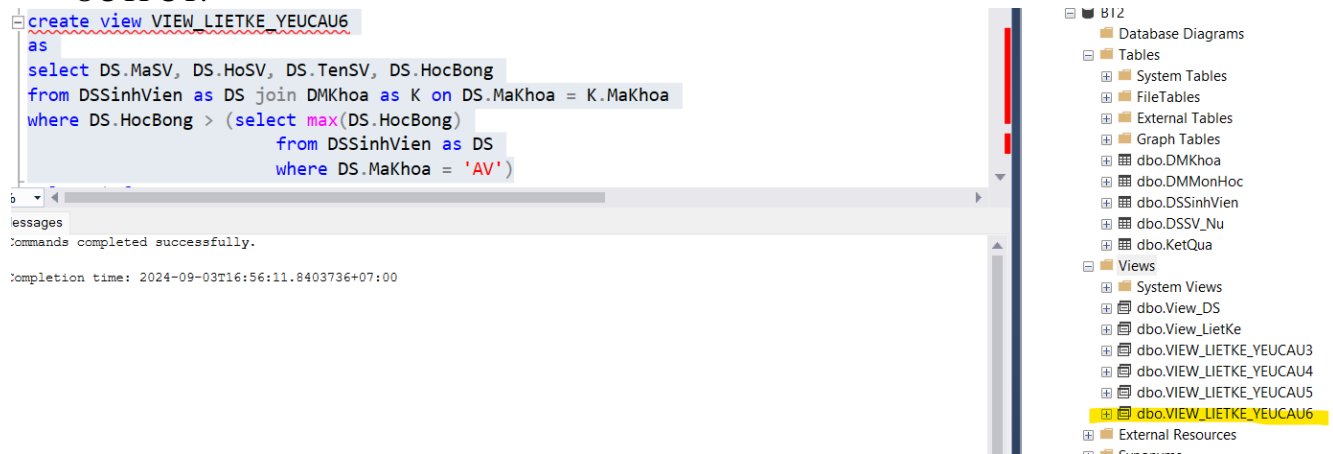 create view VIEW_LIETKE_YEUCAU6
as
select DS.MaSV, DS.HoSV, DS.TenSV, DS.HocBong
from DSSinhVien as DS join DMKhoa as K on DS.MaKhoa = K.MaKhoa
where DS.HocBong > (select max(DS.HocBong)
from DSSinhVien as DS
where DS.MaKhoa = 'AV')
essages
Commands completed successfully.
Completion time: 2024-09-03T16:56:11.8403736+07:00
BT2
Database Diagrams
Tables
System Tables
FileTables
External Tables
Graph Tables
dbo.DMKhoa
dbo.DMMonHoc
dbo.DSSinhVien
dbo.DSSV_Nu
dbo.KetQua
Views
System Views
dbo.View_DS
dbo.View_LietKe
dbo.VIEW_LIETKE_YEUCAU3
dbo.VIEW_LIETKE_YEUCAU4
dbo.VIEW_LIETKE_YEUCAU5
dbo.VIEW_LIETKE_YEUCAU6
External Resources